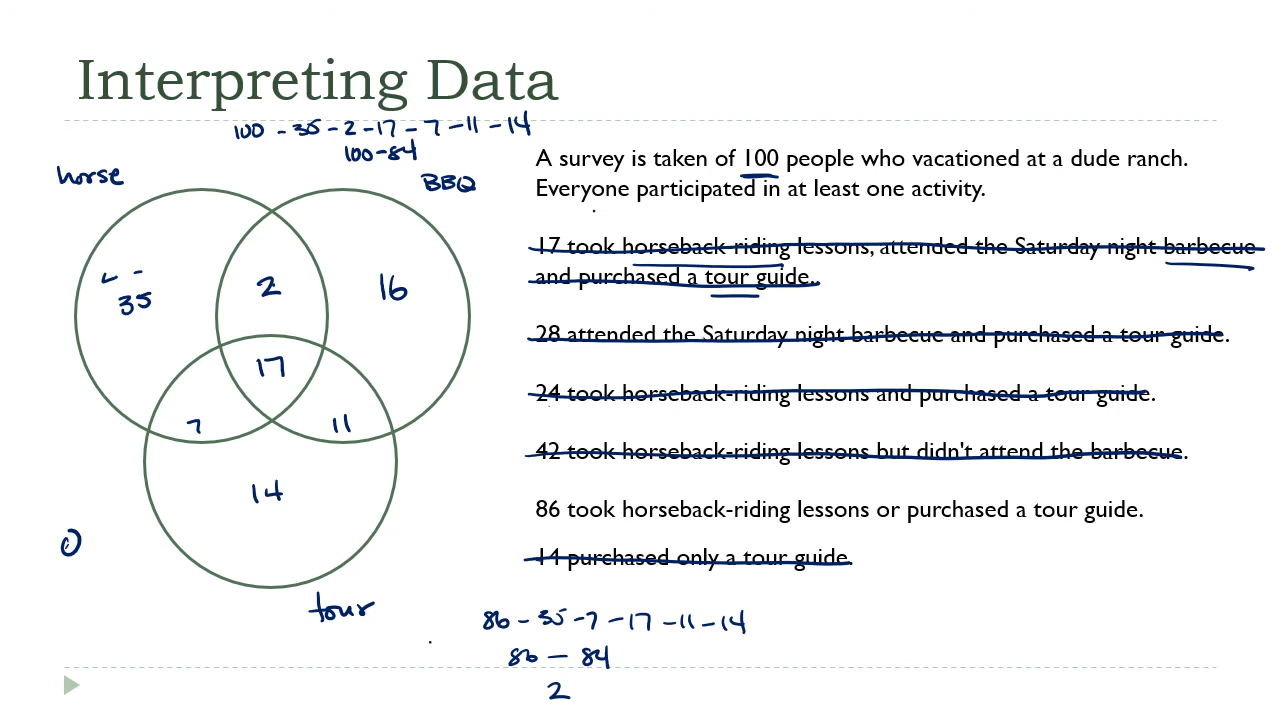 Interpreting Data
100 - 35 - 2 - 17 - 7 - 11 - 14
100 - 84
horse
BBQ
35
2
16
17
7
11
14
0
tour
A survey is taken of 100 people who vacationed at a dude ranch.
Everyone participated in at least one activity.
17 took horseback-riding lessons, attended the Saturday night barbecue
and purchased a tour guide.
28 attended the Saturday night barbecue and purchased a tour guide.
24 took horseback-riding lessons and purchased a tour guide.
42 took horseback-riding lessons but didn't attend the barbecue.
86 took horseback-riding lessons or purchased a tour guide.
14 purchased only a tour guide.
86 - 35 - 7 - 17 - 11 - 14
86 - 84
2